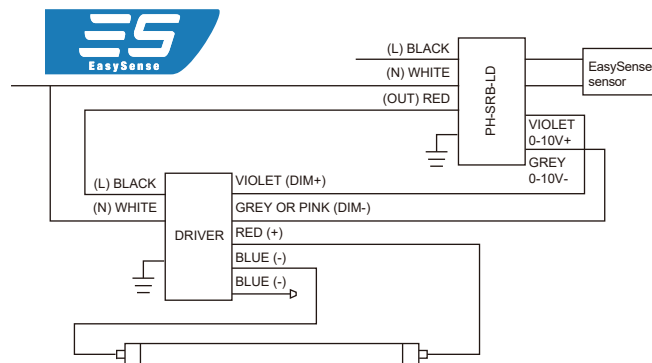 ES
EasySense
(L) BLACK
(N) WHITE
(OUT) RED
PH-SRB-LD
EasySense
sensor
VIOLET
0-10V+
GREY
0-10V-
(L) BLACK
(N) WHITE
DRIVER
VIOLET (DIM+)
GREY OR PINK (DIM-)
RED (+)
BLUE (-)
BLUE (-)